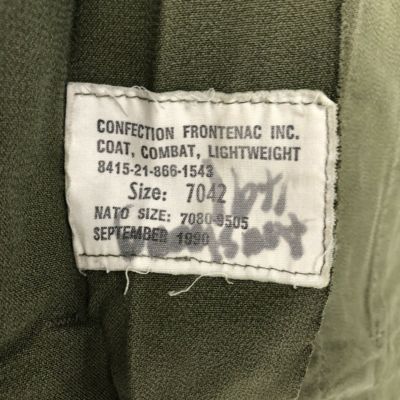 CONFECTION FRONTENAC INC.
COAT, COMBAT, LIGHTWEIGHT
8415-21-866-1543
Size: 7042
NATO SIZE: 7080-9505
SEPTEMBER 1990